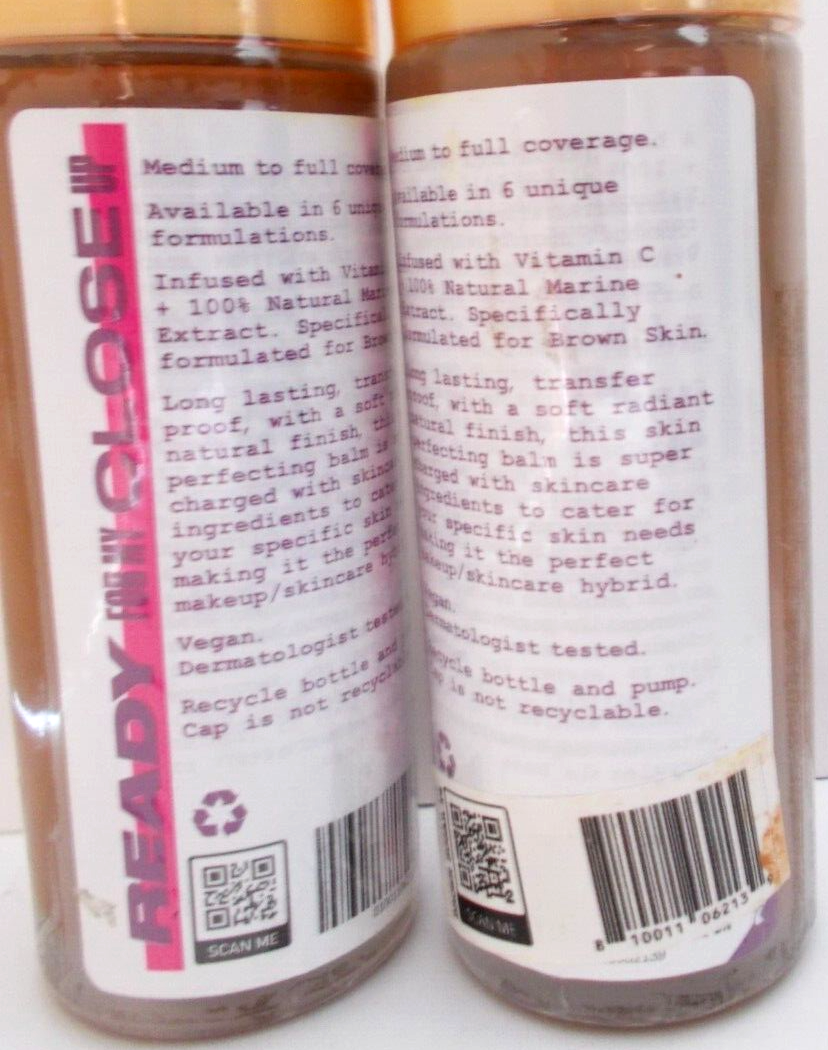 READY FOR MY CLOSE UP
Medium to full
Available in 6
formulations.
Infused with
+ 100% Natural
Extract.
formulated for
Long lasting,
proof, with a soft
natural finish,
perfecting balm is
charged with
ingredients to
your specific skin
making it the
makeup/skincare
Vegan.
Dermatologist
Recycle bottle and
Cap is not
SCAN ME
to full coverage.
in 6 unique
with Vitamin C
100% Natural Marine
Specifically
for Brown Skin.
lasting, transfer
with a soft radiant
finish, this skin
balm is super
with skincare
to cater for
specific skin needs
it the perfect
hybrid.
tested.
bottle and pump.
is not recyclable.
SCAN ME
8 10011 06213 9